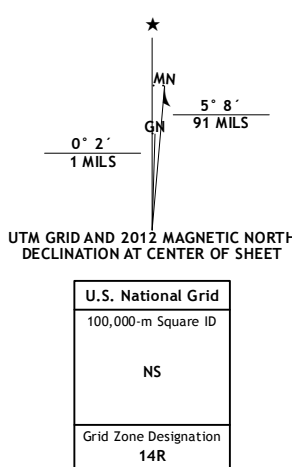 MN
GN
5° 8´
91 MILS
0° 2´
1 MILS
UTM GRID AND 2012 MAGNETIC NORTH
DECLINATION AT CENTER OF SHEET
U.S. National Grid
100,000-m Square ID
NS
Grid Zone Designation
14R